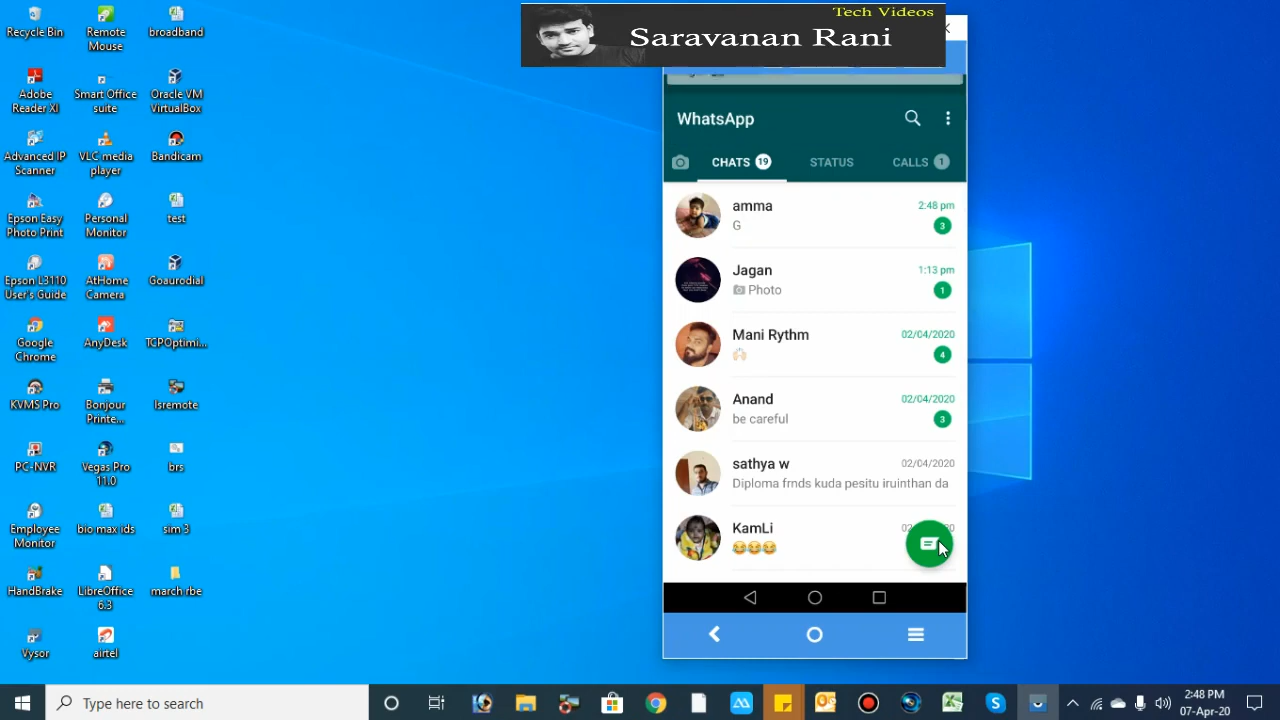 Tech Videos
Saravanan Rani
Recycle Bin
Remote Mouse
broadband
Adobe Reader XI
Smart Office suite
Oracle VM VirtualBox
Advanced IP Scanner
VLC media player
Bandicam
Epson Easy Photo Print
Personal Monitor
test
Epson L3110 User's Guide
AtHome Camera
Goaurodial
Google Chrome
AnyDesk
TCPOptimi...
KVMS Pro
Bonjour Printe...
lsremote
PC-NVR
Vegas Pro 11.0
brs
Employee Monitor
bio max ids
sim 3
HandBrake
LibreOffice 6.3
march rbe
Vysor
airtel
WhatsApp
CHATS 19
STATUS
CALLS 1
amma
2:48 pm
G
3
Jagan
1:13 pm
Photo
1
Mani Rythm
02/04/2020
🙌🏻
4
Anand
02/04/2020
be careful
3
sathya w
02/04/2020
Diploma frnds kuda pesitu iruinthan da
KamLi
😂😂😂
Type here to search
2:48 PM
07-Apr-20